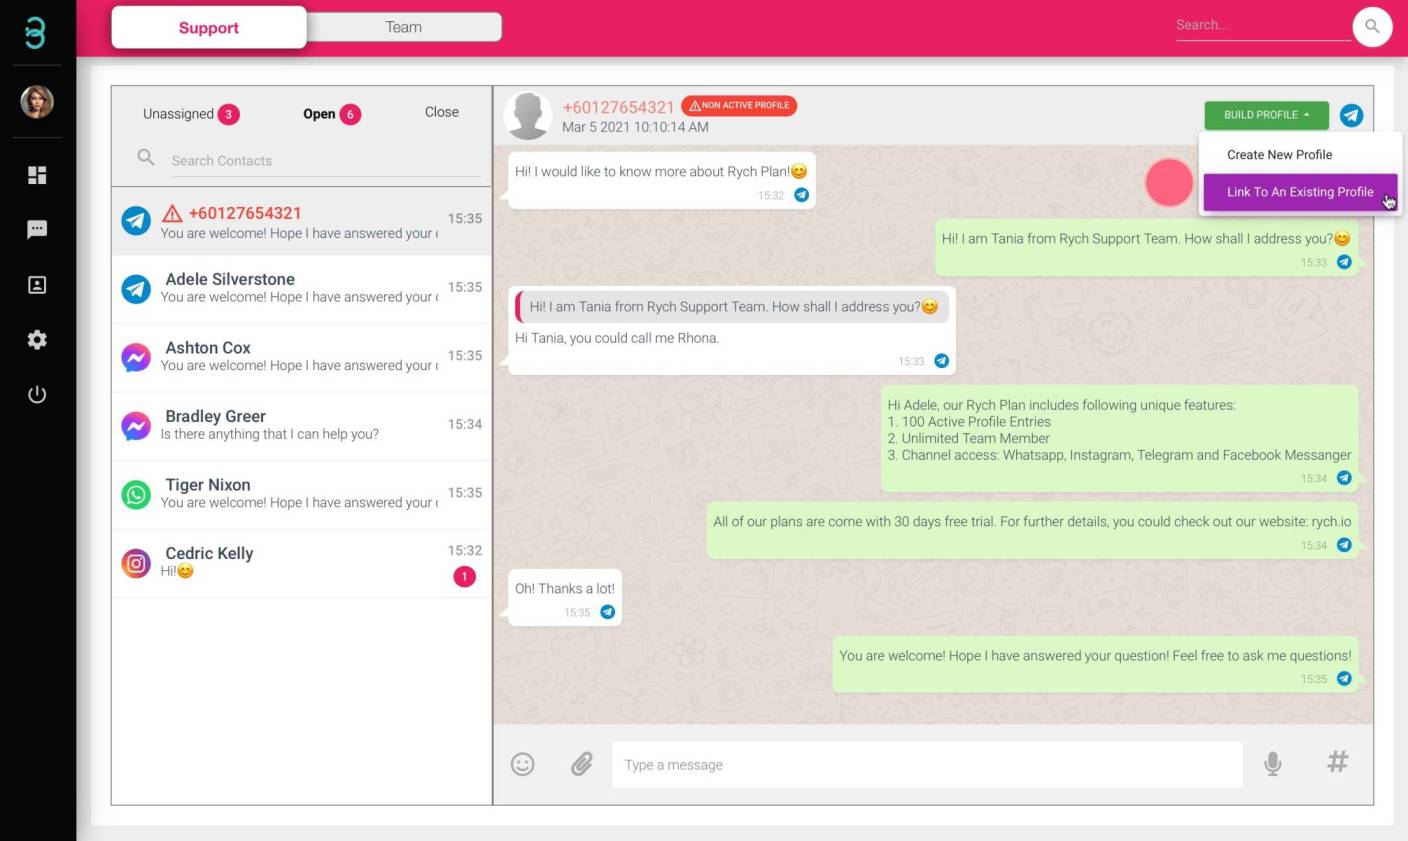 Support
Team
Search...
Unassigned 3
Open 6
Close
Search Contacts
+60127654321
15:35
You are welcome! Hope I have answered your
Adele Silverstone
15:35
You are welcome! Hope I have answered your
Ashton Cox
15:35
You are welcome! Hope I have answered your
Bradley Greer
15:34
Is there anything that I can help you?
Tiger Nixon
15:35
You are welcome! Hope I have answered your
Cedric Kelly
15:32
Hi!😊
1
+60127654321
NON ACTIVE PROFILE
Mar 5 2021 10:10:14 AM
BUILD PROFILE
Create New Profile
Link To An Existing Profile
Hi! I would like to know more about Rych Plan!😊
15:32
Hi! I am Tania from Rych Support Team. How shall I address you?😊
15:33
Hi! I am Tania from Rych Support Team. How shall I address you?😊
Hi Tania, you could call me Rhona.
15:33
Hi Adele, our Rych Plan includes following unique features:
1. 100 Active Profile Entries
2. Unlimited Team Member
3. Channel access: Whatsapp, Instagram, Telegram and Facebook Messanger
15:34
All of our plans are come with 30 days free trial. For further details, you could check out our website: rych.io
15:34
Oh! Thanks a lot!
15:35
You are welcome! Hope I have answered your question! Feel free to ask me questions!
15:35
Type a message
#